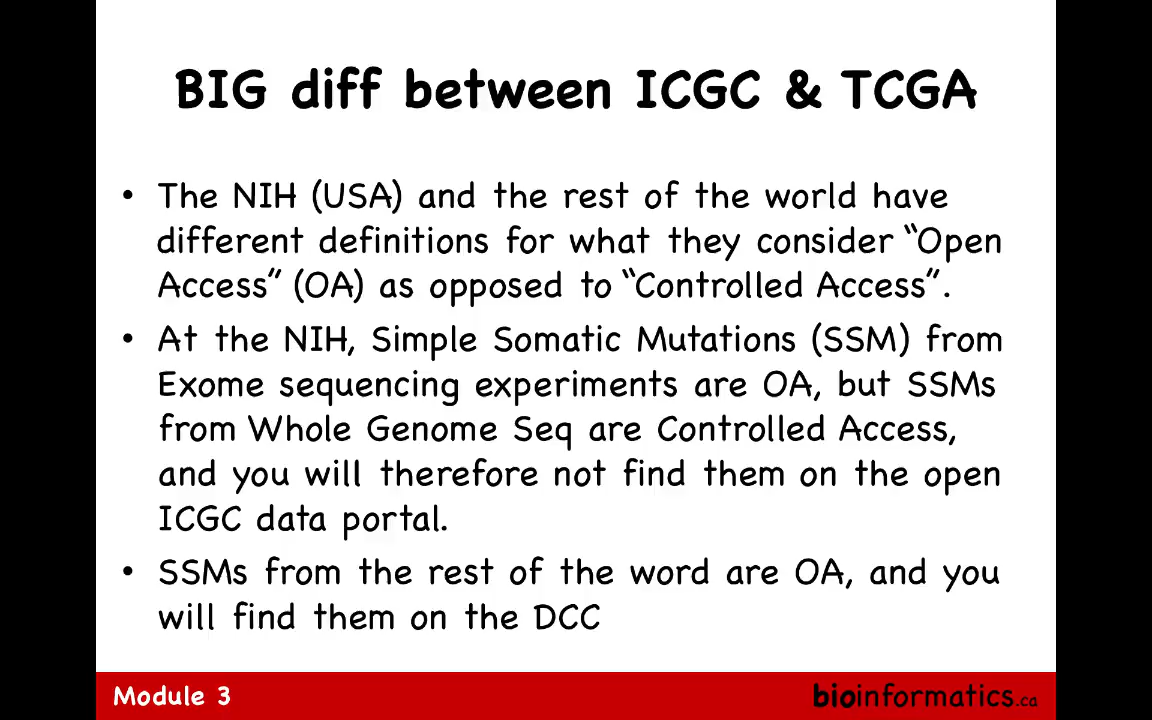 BIG diff between ICGC & TCGA
• The NIH (USA) and the rest of the world have
different definitions for what they consider “Open
Access” (OA) as opposed to “Controlled Access”.
• At the NIH, Simple Somatic Mutations (SSM) from
Exome sequencing experiments are OA, but SSMs
from Whole Genome Seq are Controlled Access,
and you will therefore not find them on the open
ICGC data portal.
• SSMs from the rest of the word are OA, and you
will find them on the DCC
Module 3
bioinformatics.ca